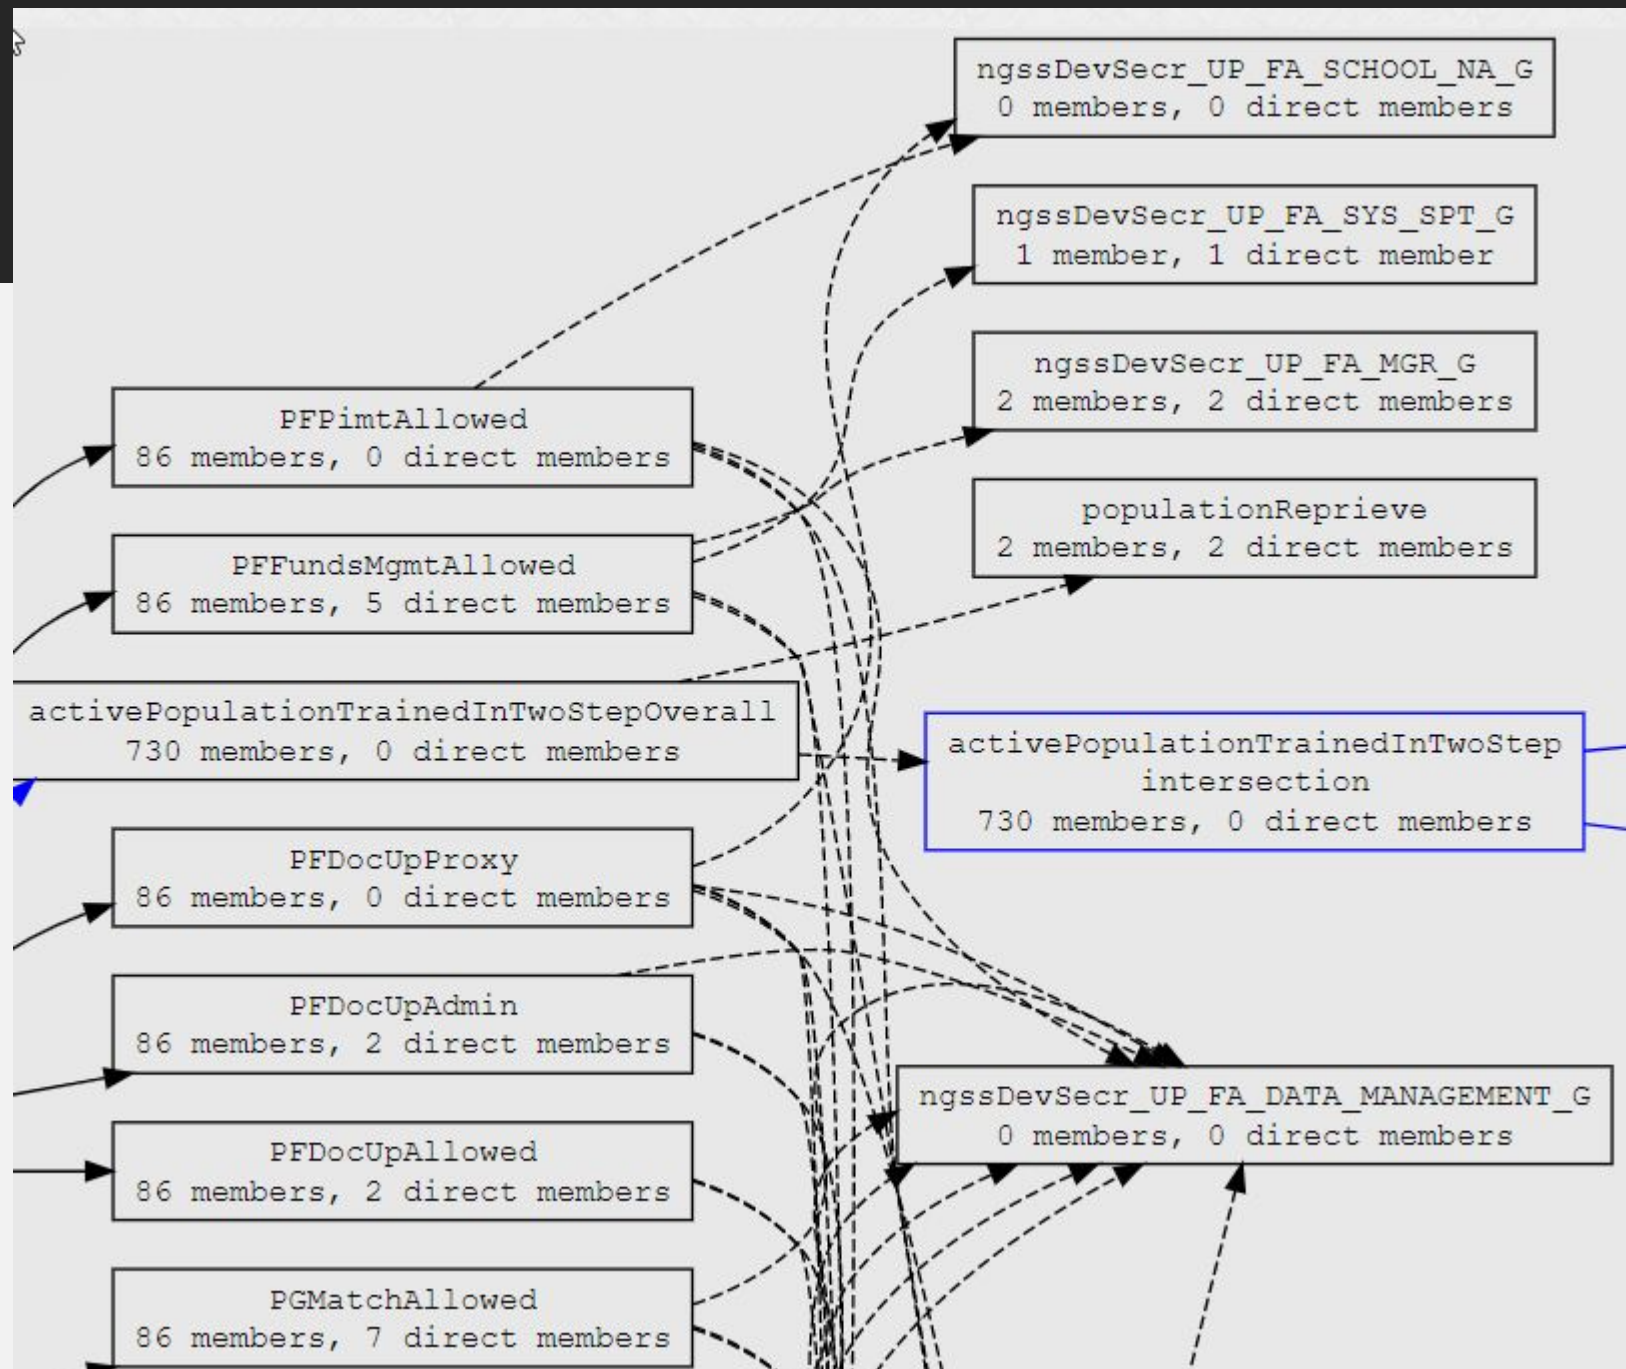 ngssDevSecr_UP_FA_SCHOOL_NA_G
0 members, 0 direct members
ngssDevSecr_UP_FA_SYS_SPT_G
1 member, 1 direct member
ngssDevSecr_UP_FA_MGR_G
2 members, 2 direct members
PFPimtAllowed
86 members, 0 direct members
populationReprieve
2 members, 2 direct members
PFFundsMgmtAllowed
86 members, 5 direct members
activePopulationTrainedInTwoStepOverall
730 members, 0 direct members
activePopulationTrainedInTwoStep
intersection
730 members, 0 direct members
PFDocUpProxy
86 members, 0 direct members
PFDocUpAdmin
86 members, 2 direct members
ngssDevSecr_UP_FA_DATA_MANAGEMENT_G
0 members, 0 direct members
PFDocUpAllowed
86 members, 2 direct members
PGMatchAllowed
86 members, 7 direct members